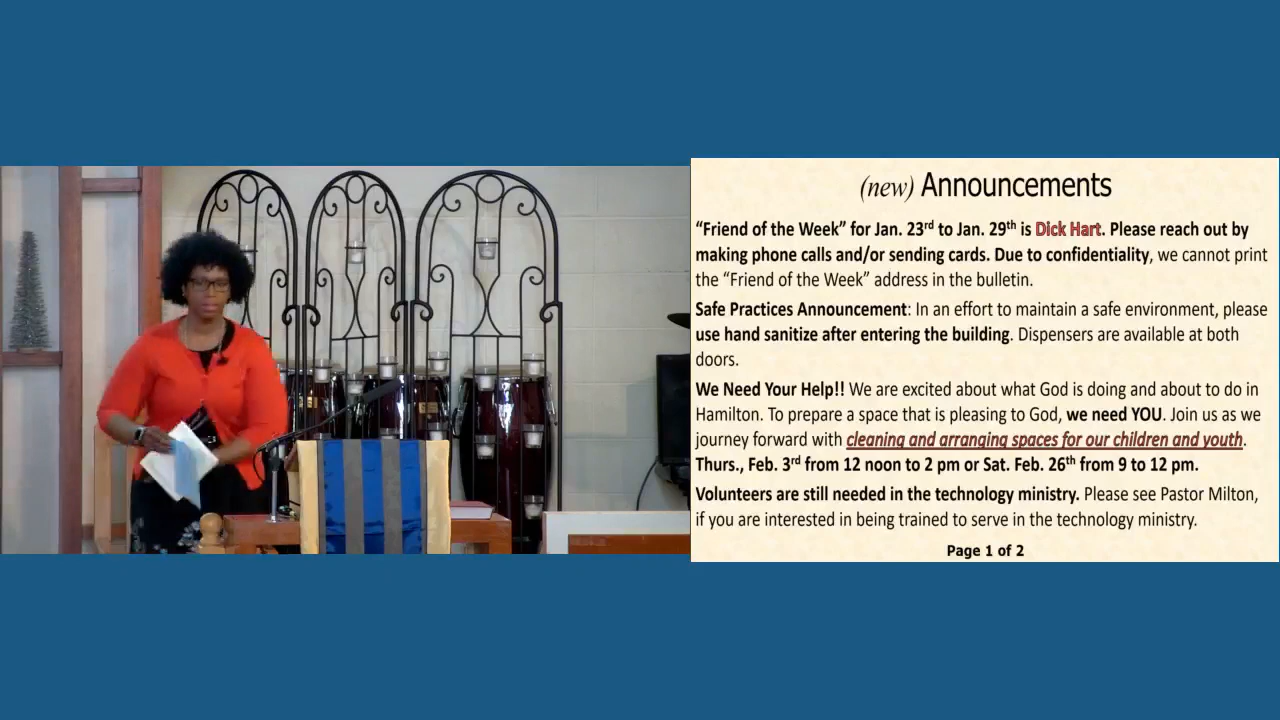 (new) Announcements
“Friend of the Week” for Jan. 23rd to Jan. 29th is Dick Hart. Please reach out by
making phone calls and/or sending cards. Due to confidentiality, we cannot print
the “Friend of the Week” address in the bulletin.
Safe Practices Announcement: In an effort to maintain a safe environment, please
use hand sanitize after entering the building. Dispensers are available at both
doors.
We Need Your Help!! We are excited about what God is doing and about to do in
Hamilton. To prepare a space that is pleasing to God, we need YOU. Join us as we
journey forward with cleaning and arranging spaces for our children and youth.
Thurs., Feb. 3rd from 12 noon to 2 pm or Sat. Feb. 26th from 9 to 12 pm.
Volunteers are still needed in the technology ministry. Please see Pastor Milton,
if you are interested in being trained to serve in the technology ministry.
Page 1 of 2